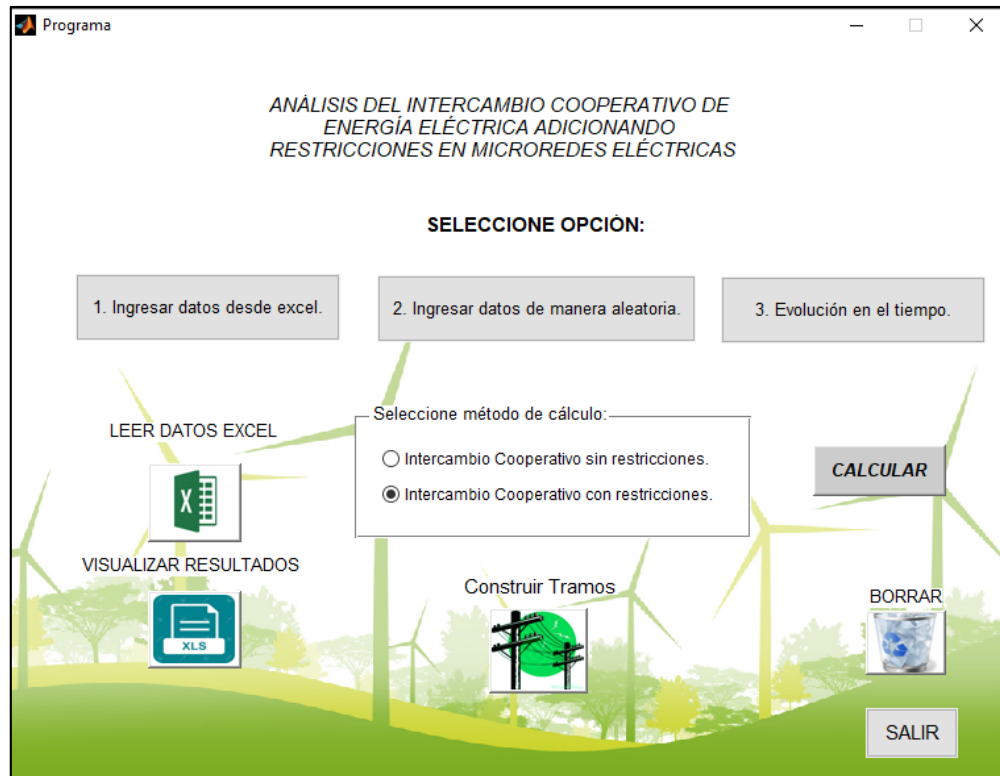 Programa
ANÁLISIS DEL INTERCAMBIO COOPERATIVO DE
ENERGÍA ELÉCTRICA ADICIONANDO
RESTRICCIONES EN MICROREDES ELÉCTRICAS
SELECCIONE OPCIÓN:
1. Ingresar datos desde excel.
2. Ingresar datos de manera aleatoria.
3. Evolución en el tiempo.
Seleccione método de cálculo:
LEER DATOS EXCEL
Intercambio Cooperativo sin restricciones.
Intercambio Cooperativo con restricciones.
CALCULAR
X
VISUALIZAR RESULTADOS
XLS
Construir Tramos
BORRAR
SALIR